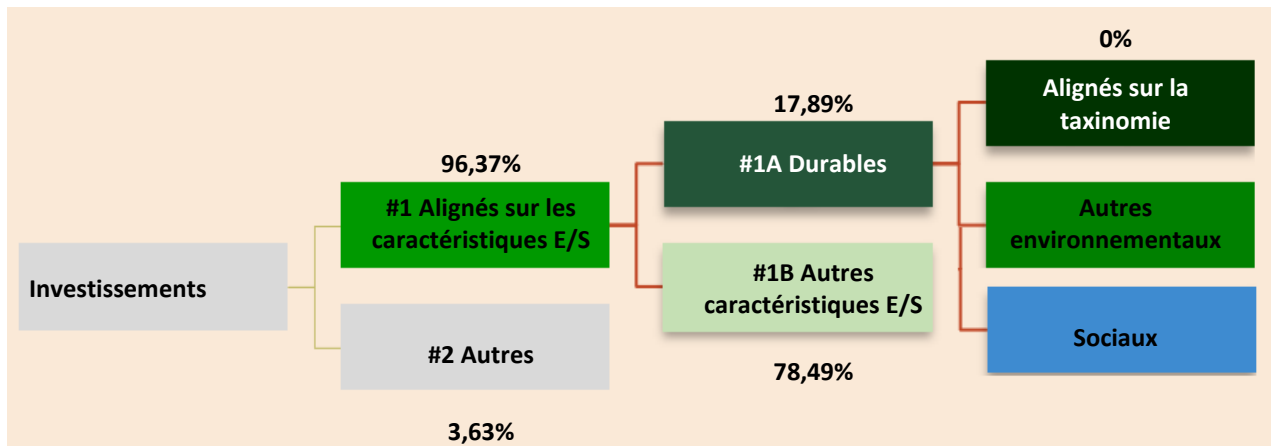 0%
Alignés sur la
taxinomie
17,89%
#1A Durables
96,37%
#1 Alignés sur les
caractéristiques E/S
Autres
environnementaux
#1B Autres
caractéristiques E/S
Investissements
Sociaux
#2 Autres
78,49%
3,63%